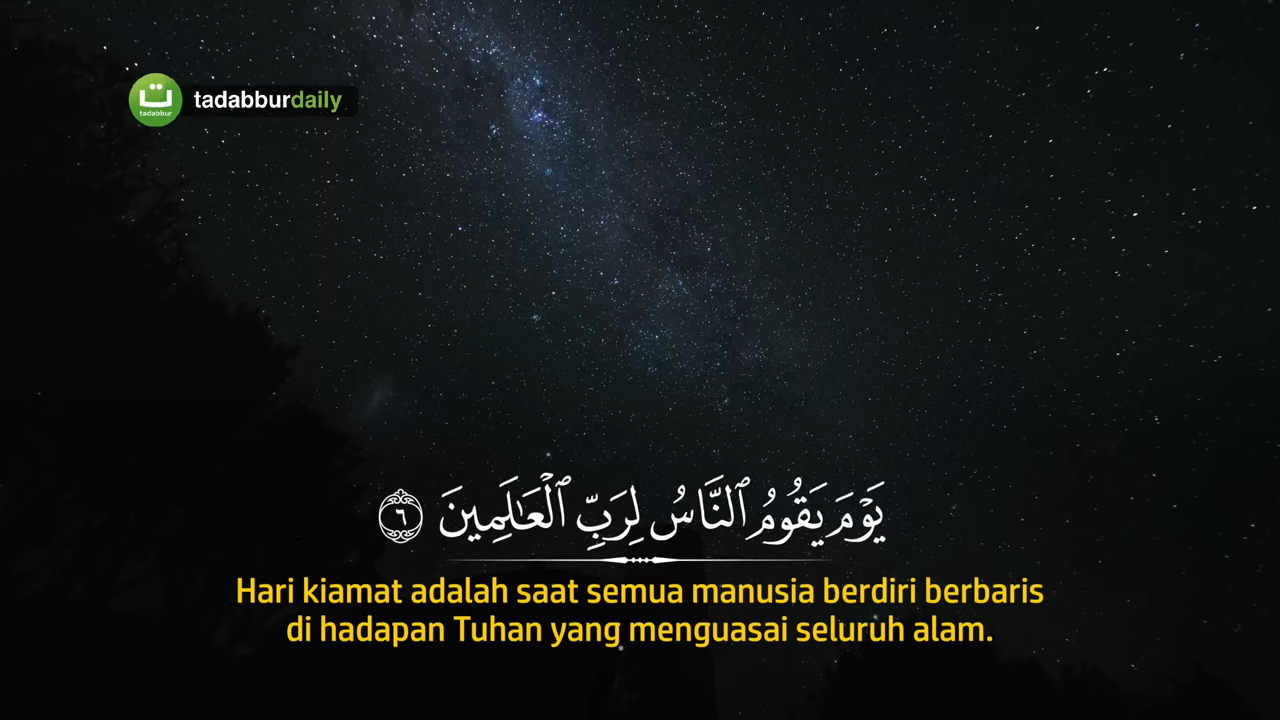 ت
tadabbur
tadabburdaily
يَوْمَ يَقُومُ ٱلنَّاسُ لِرَبِّ ٱلْعَـٰلَمِينَ ٦
Hari kiamat adalah saat semua manusia berdiri berbaris
di hadapan Tuhan yang menguasai seluruh alam.